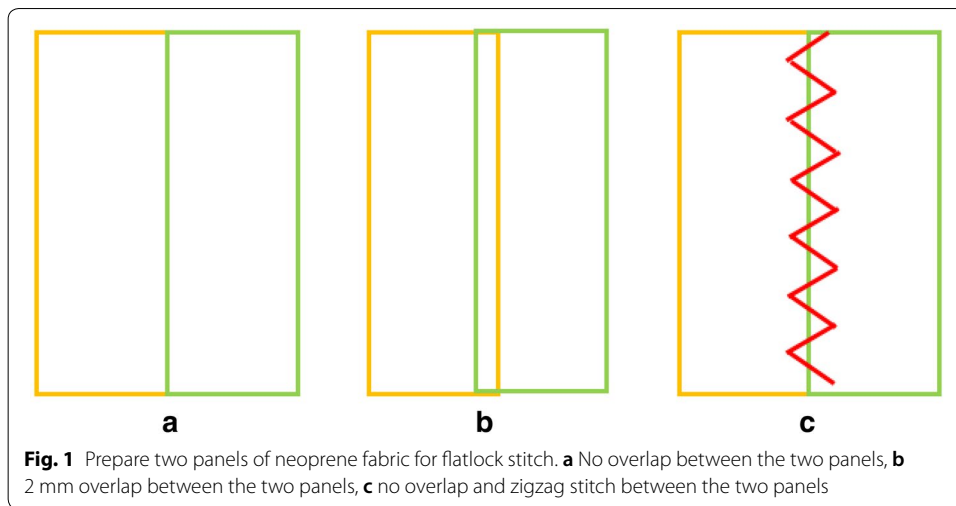 a b c
Fig. 1 Prepare two panels of neoprene fabric for flatlock stitch. a No overlap between the two panels, b
2 mm overlap between the two panels, c no overlap and zigzag stitch between the two panels